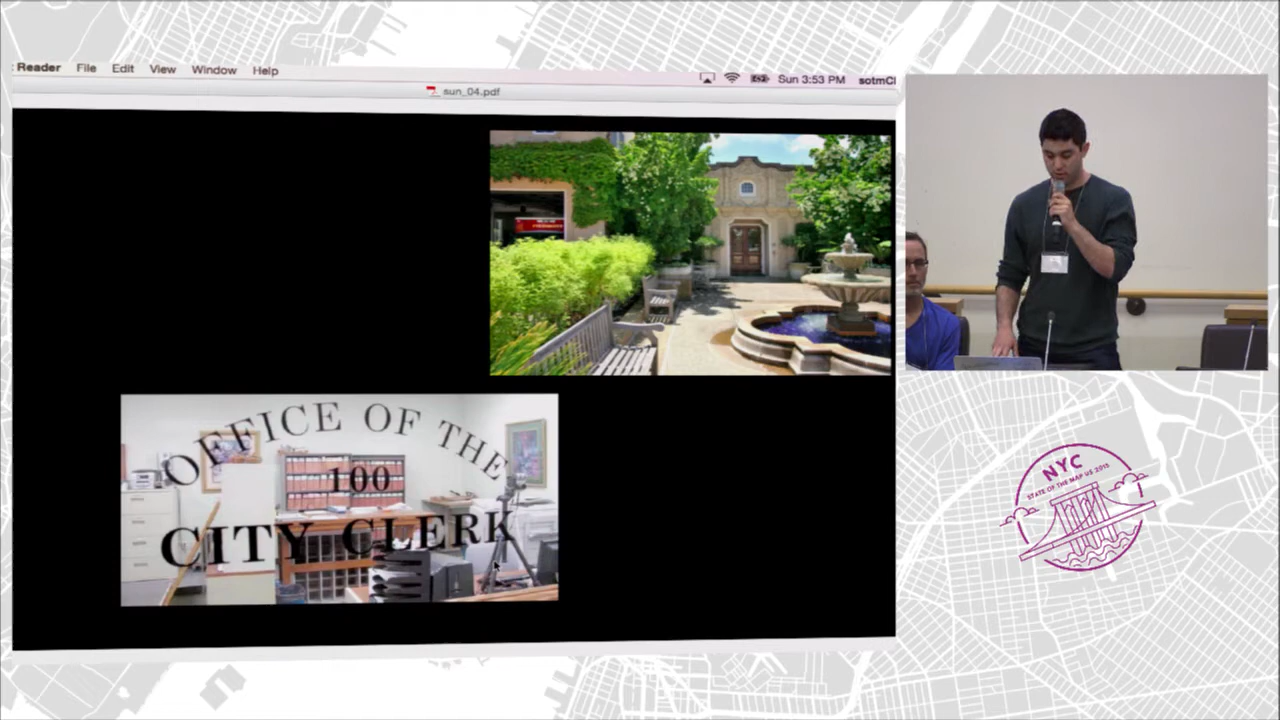 Reader File Edit View Window Help
Sun 3:53 PM sotmCl
sun_04.pdf
OFFICE OF THE
100
CITY CLERK
NYC
STATE OF THE MAP US 2015